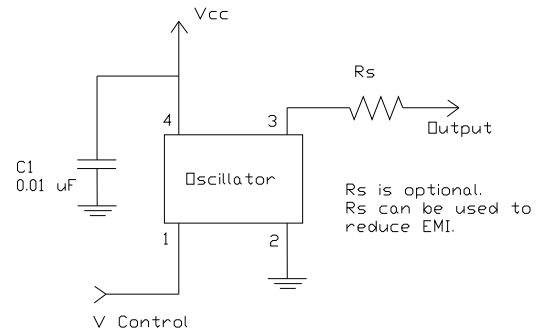 Vcc
Rs
4
3
Output
C1
0.01 uF
Oscillator
Rs is optional.
Rs can be used to
reduce EMI.
1
2
V Control